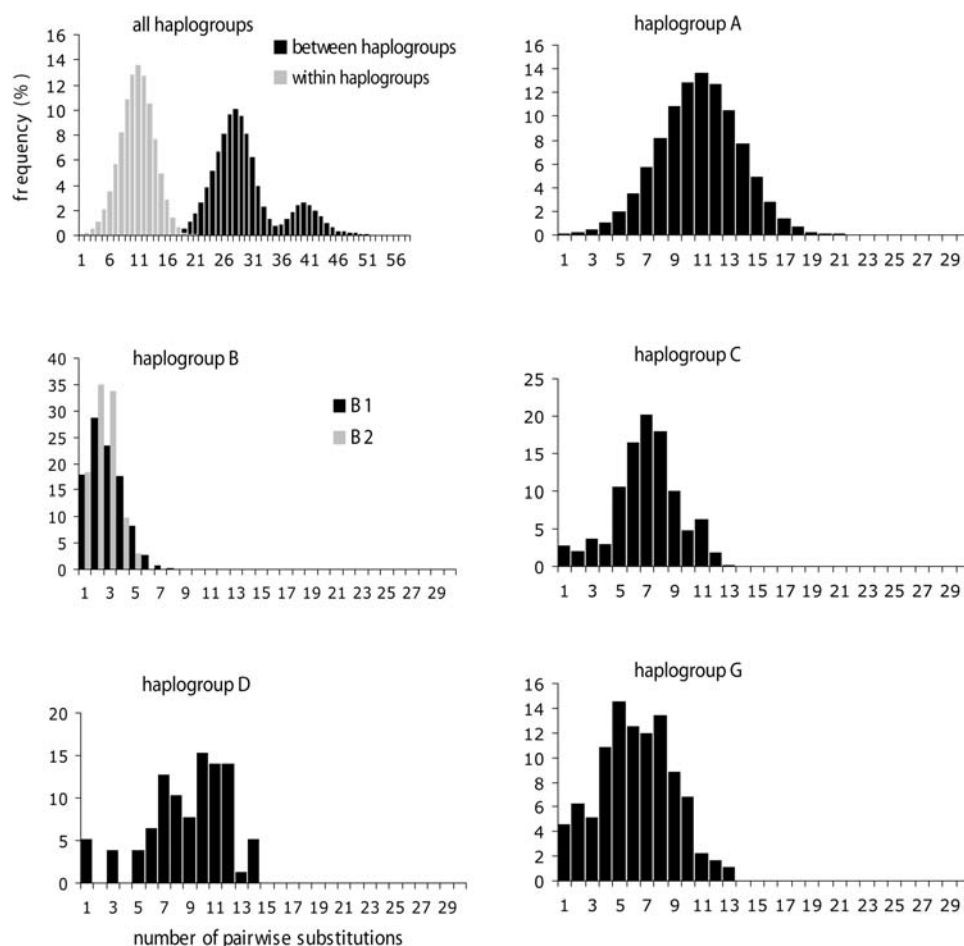 all haplogroups
between haplogroups
within haplogroups
frequency (%)
16
14
12
10
8
6
4
2
0
1 6 11 16 21 26 31 36 41 46 51 56
haplogroup A
16
14
12
10
8
6
4
2
0
1 3 5 7 9 11 13 15 17 19 21 23 25 27 29
haplogroup B
B1
B2
40
35
30
25
20
15
10
5
0
1 3 5 7 9 11 13 15 17 19 21 23 25 27 29
haplogroup C
25
20
15
10
5
0
1 3 5 7 9 11 13 15 17 19 21 23 25 27 29
haplogroup D
20
15
10
5
0
1 3 5 7 9 11 13 15 17 19 21 23 25 27 29
number of pairwise substitutions
haplogroup G
16
14
12
10
8
6
4
2
0
1 3 5 7 9 11 13 15 17 19 21 23 25 27 29